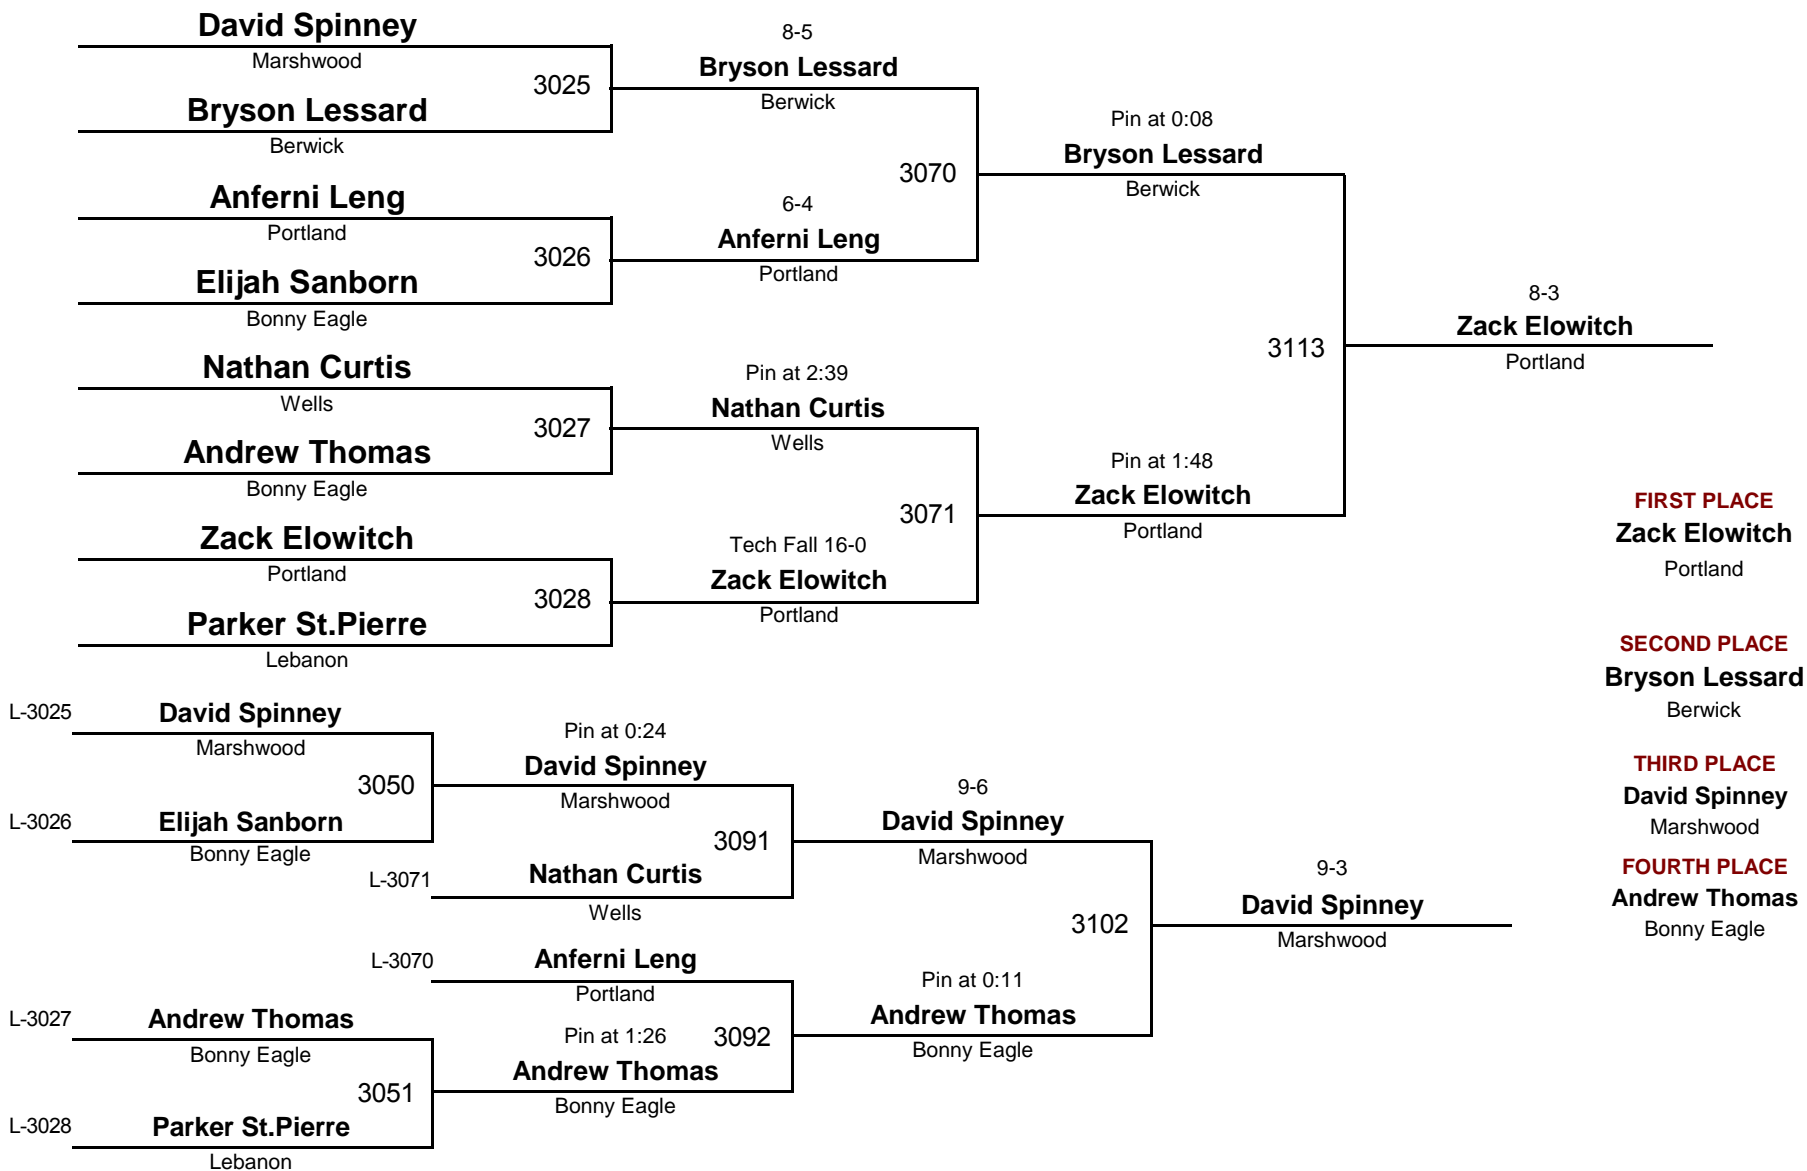 David Spinney
Marshwood
3025
Bryson Lessard
Berwick
8-5
Bryson Lessard
Berwick
Anferni Leng
Portland
3026
Elijah Sanborn
Bonny Eagle
6-4
Anferni Leng
Portland
3070
Pin at 0:08
Bryson Lessard
Berwick
Nathan Curtis
Wells
3027
Andrew Thomas
Bonny Eagle
Pin at 2:39
Nathan Curtis
Wells
Zack Elowitch
Portland
3028
Parker St.Pierre
Lebanon
Tech Fall 16-0
Zack Elowitch
Portland
3071
Pin at 1:48
Zack Elowitch
Portland
3113
8-3
Zack Elowitch
Portland
FIRST PLACE
Zack Elowitch
Portland
SECOND PLACE
Bryson Lessard
Berwick
THIRD PLACE
David Spinney
Marshwood
FOURTH PLACE
Andrew Thomas
Bonny Eagle
L-3025
David Spinney
Marshwood
3050
L-3026
Elijah Sanborn
Bonny Eagle
Pin at 0:24
David Spinney
Marshwood
3091
L-3071
Nathan Curtis
Wells
9-6
David Spinney
Marshwood
L-3070
Anferni Leng
Portland
3092
L-3027
Andrew Thomas
Bonny Eagle
3051
L-3028
Parker St.Pierre
Lebanon
Pin at 1:26
Andrew Thomas
Bonny Eagle
Pin at 0:11
Andrew Thomas
Bonny Eagle
3102
9-3
David Spinney
Marshwood